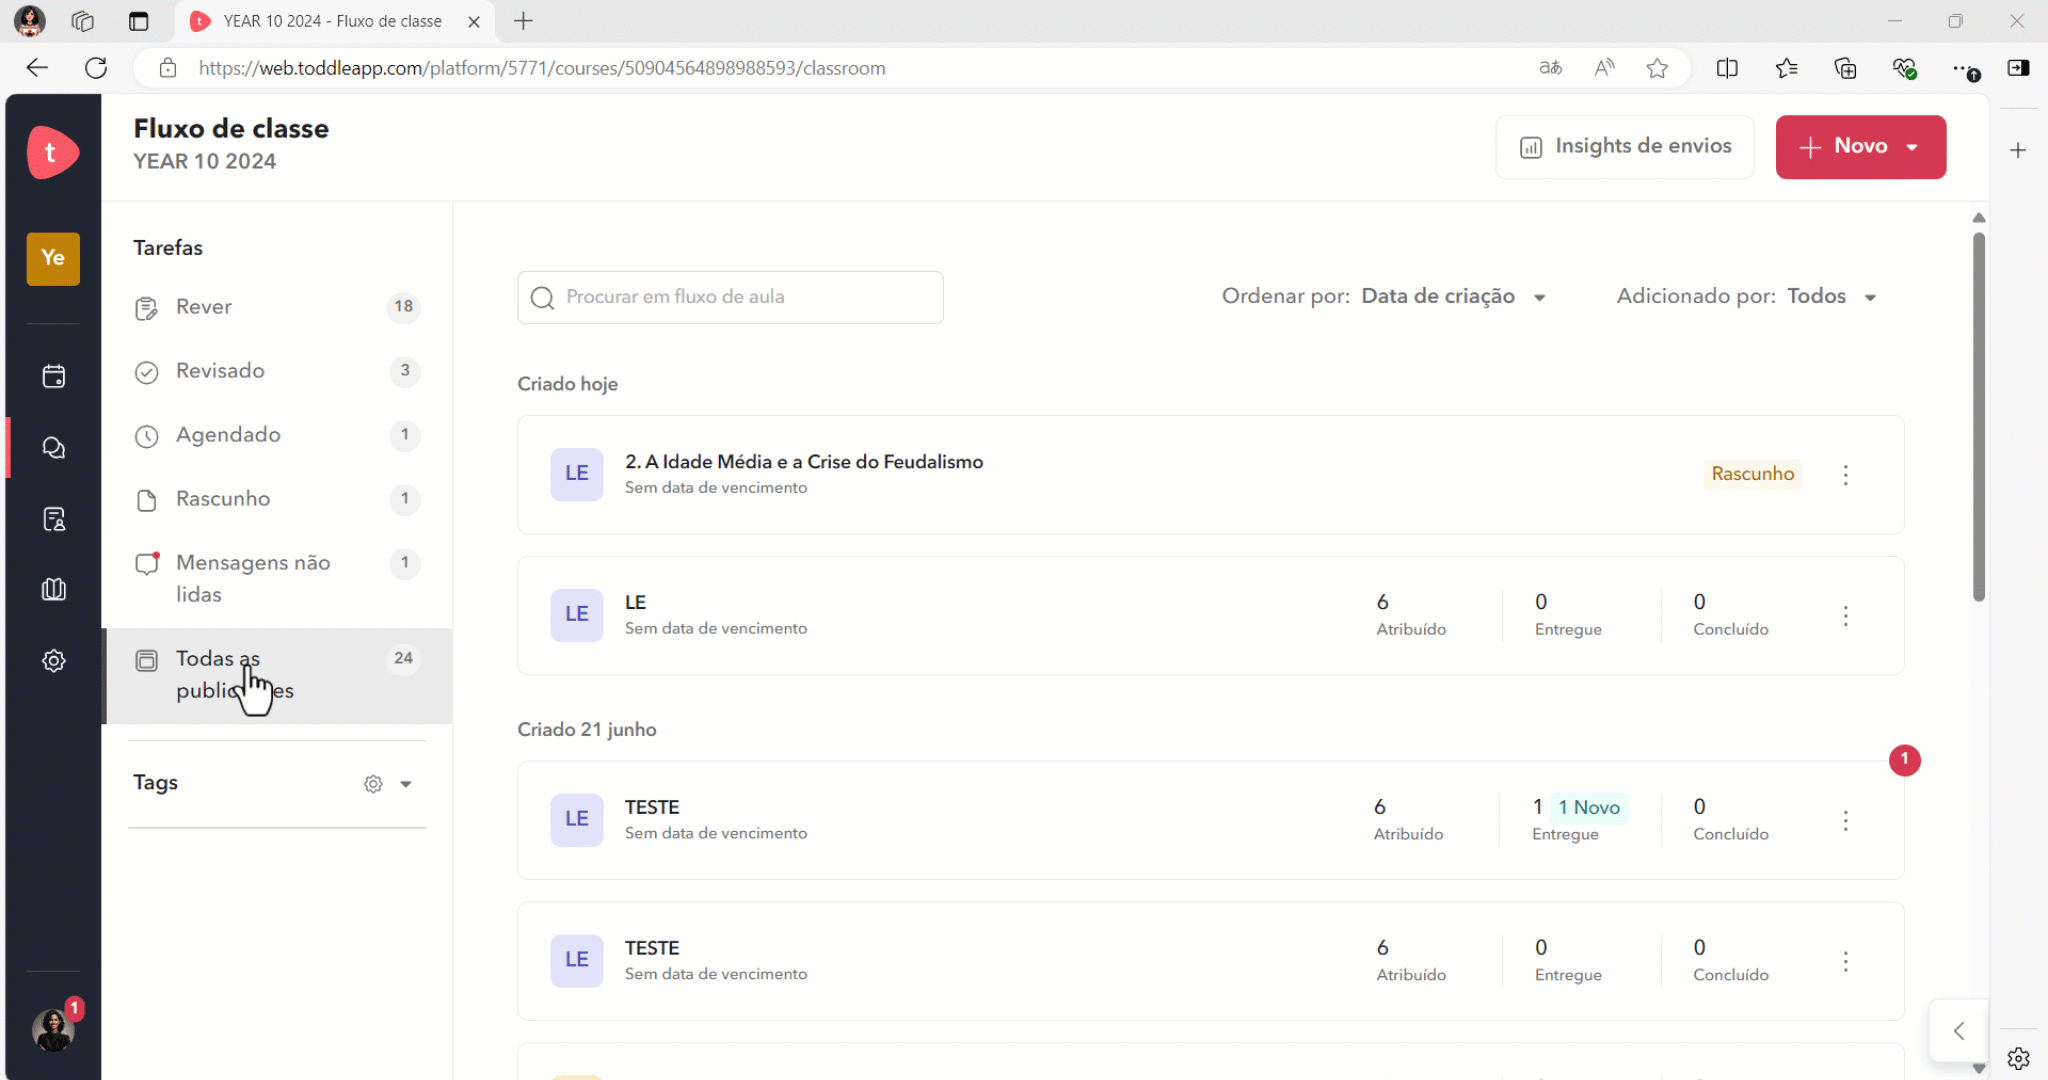 YEAR 10 2024 - Fluxo de classe
https://web.toddleapp.com/platform/5771/courses/50904564898988593/classroom
t
Fluxo de classe
YEAR 10 2024
Insights de envios
Novo
Ye
Tarefas
Rever 18
Revisado 3
Agendado 1
Rascunho 1
Mensagens não 1
lidas
Todas as 24
Tags
1
Procurar em fluxo de aula
Ordenar por: Data de criação
Adicionado por: Todos
Criado hoje
LE
2. A Idade Média e a Crise do Feudalismo
Sem data de vencimento
Rascunho
LE
LE
Sem data de vencimento
6 0 0
Atribuído Entregue Concluído
Criado 21 junho
1
LE
TESTE
Sem data de vencimento
6 1 1 Novo 0
Atribuído Entregue Concluído
LE
TESTE
Sem data de vencimento
6 0 0
Atribuído Entregue Concluído